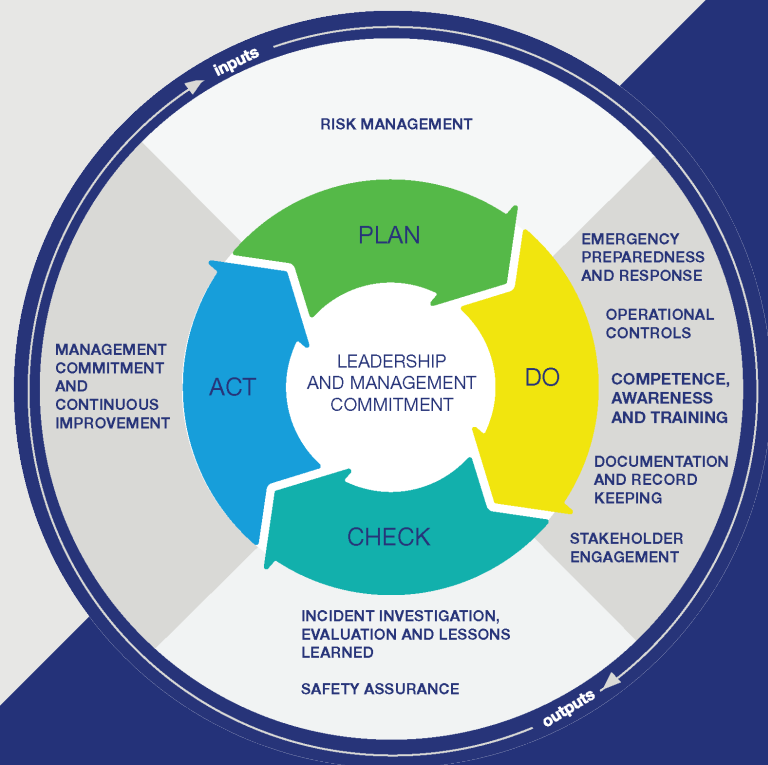 inputs
RISK MANAGEMENT
PLAN
EMERGENCY
PREPAREDNESS
AND RESPONSE
OPERATIONAL
CONTROLS
COMPETENCE,
AWARENESS
AND TRAINING
DOCUMENTATION
AND RECORD
KEEPING
STAKEHOLDER
ENGAGEMENT
DO
LEADERSHIP
AND MANAGEMENT
COMMITMENT
ACT
MANAGEMENT
COMMITMENT
AND
CONTINUOUS
IMPROVEMENT
CHECK
INCIDENT INVESTIGATION,
EVALUATION AND LESSONS
LEARNED
SAFETY ASSURANCE
outputs